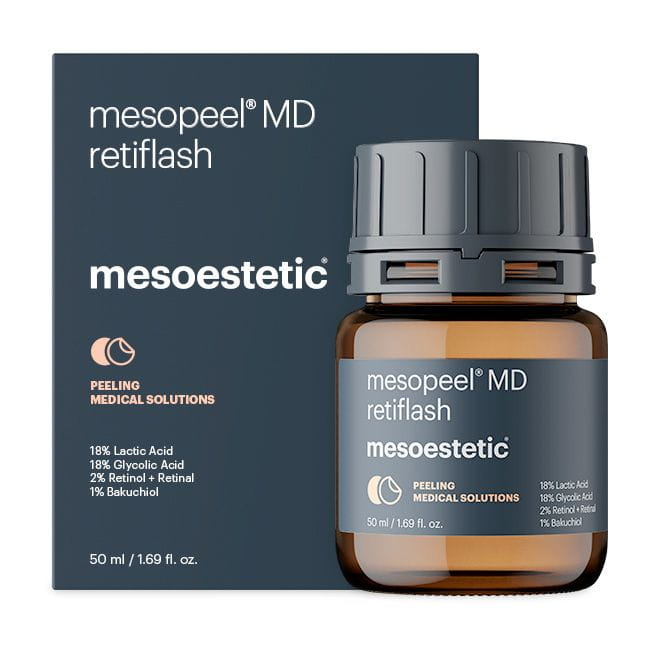 mesopeel® MD
retiflash
mesoestetic®
PEELING
MEDICAL SOLUTIONS
18% Lactic Acid
18% Glycolic Acid
2% Retinol + Retinal
1% Bakuchiol
50 ml / 1.69 fl. oz.
mesopeel® MD
retiflash
mesoestetic®
PEELING
MEDICAL SOLUTIONS
50 ml / 1.69 fl. oz.
18% Lactic Acid
18% Glycolic Acid
2% Retinol + Retinal
1% Bakuchiol